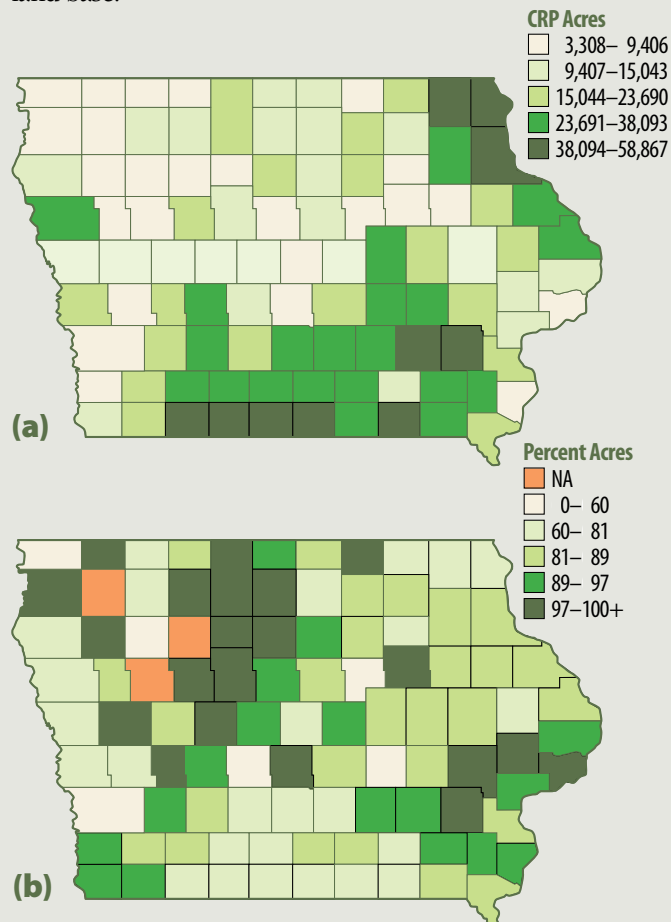 CRP Acres
3,308– 9,406
9,407–15,043
15,044–23,690
23,691–38,093
38,094–58,867
(a)
Percent Acres
NA
0– 60
60– 81
81– 89
89– 97
97–100+
(b)